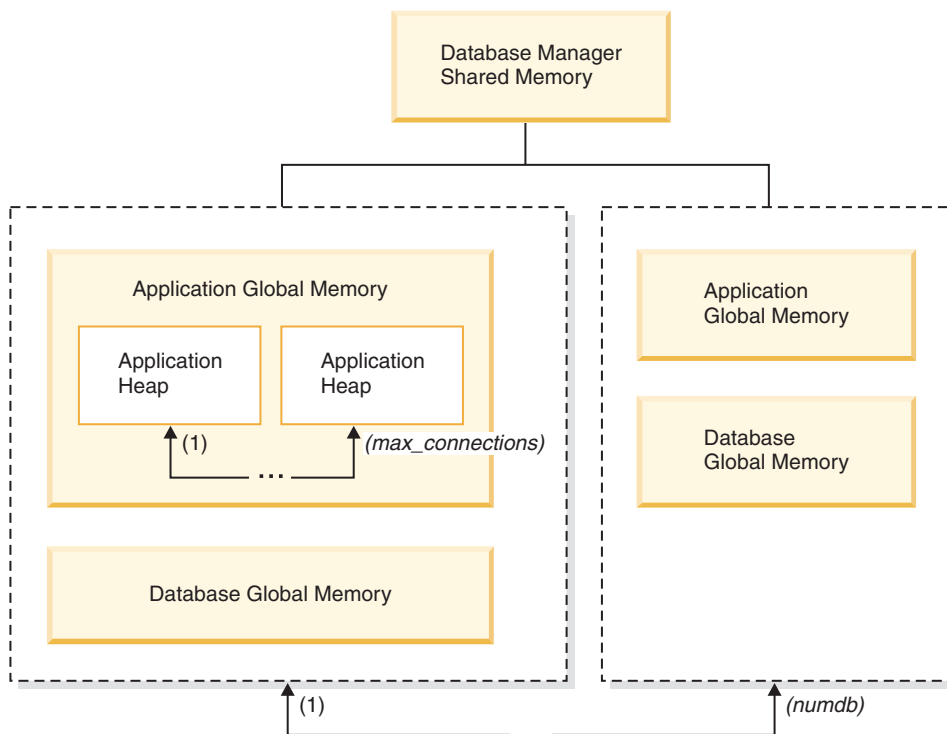 Database Manager
Shared Memory
Application Global Memory
Application
Heap
Application
Heap
(1)
(max_connections)
...
Database Global Memory
Application
Global Memory
Database
Global Memory
(1)
(numdb)